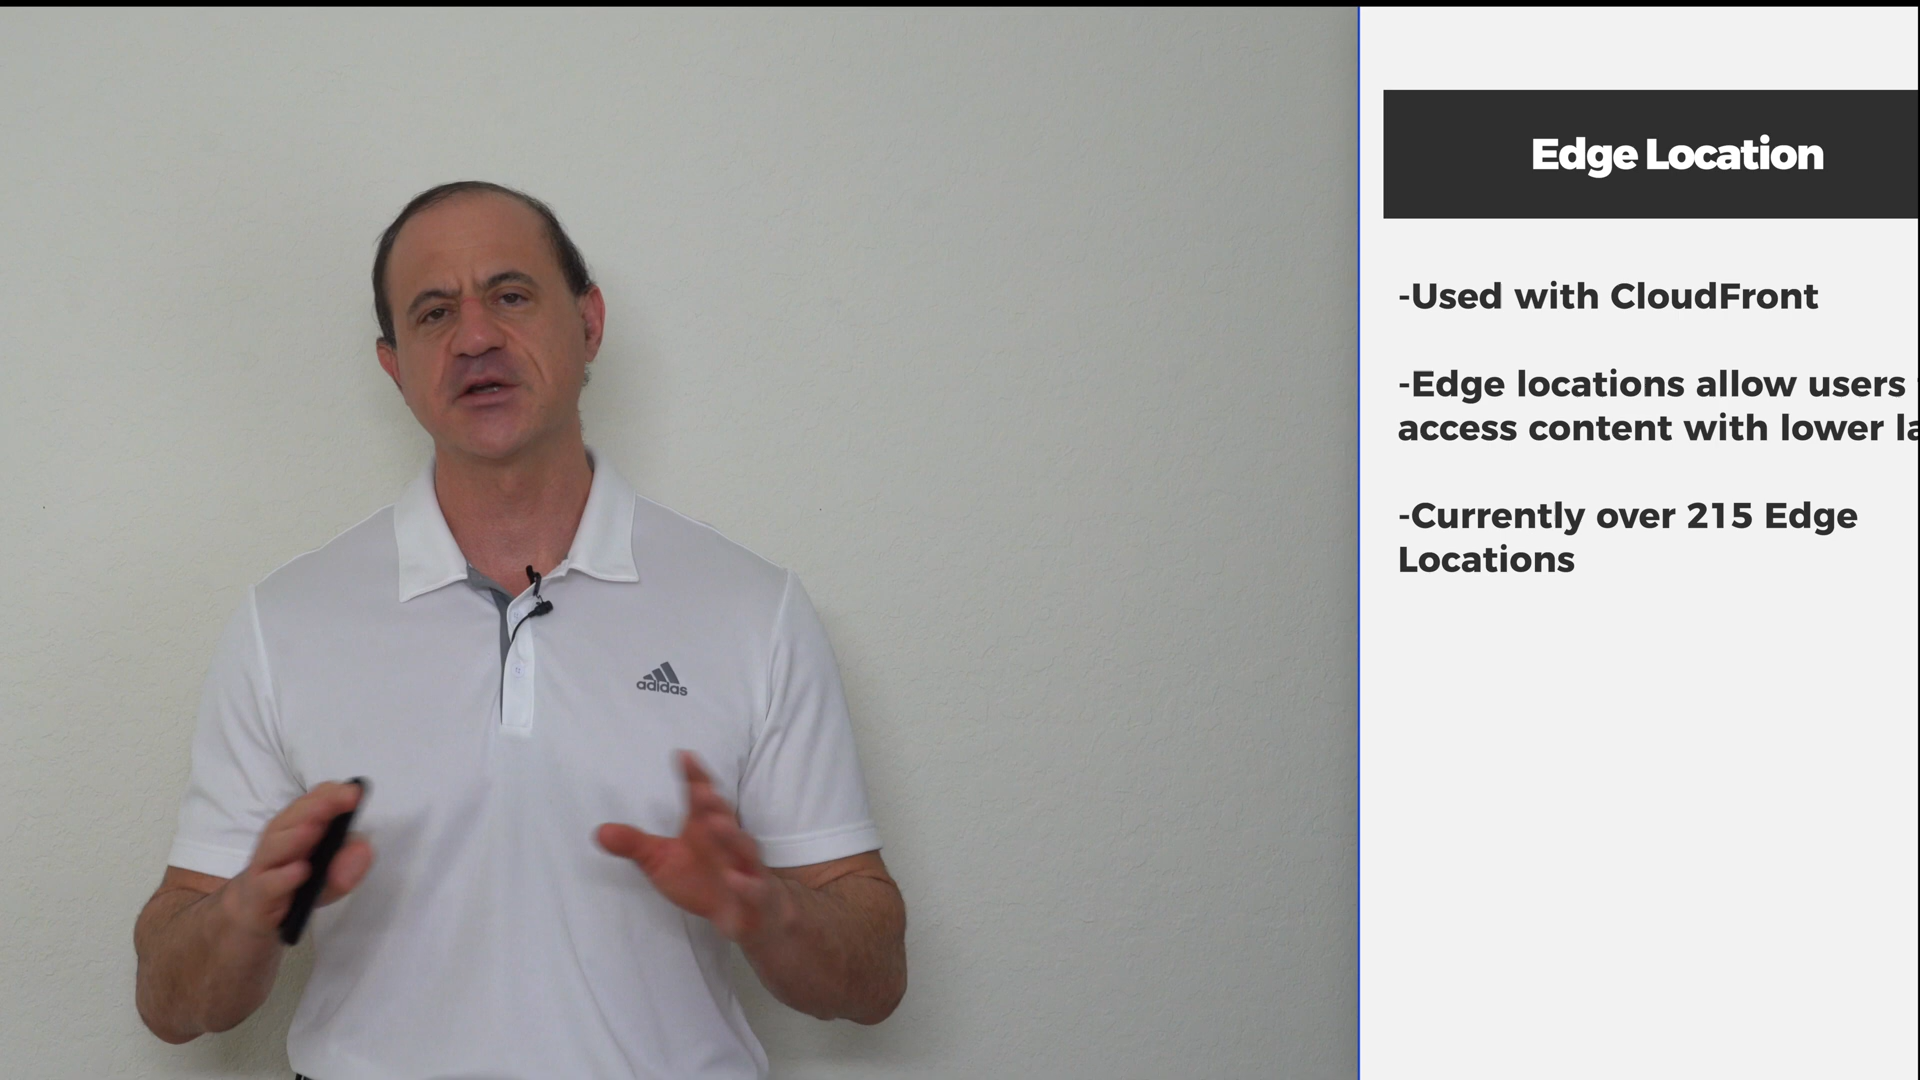 Edge Location
-Used with CloudFront
-Edge locations allow users
access content with lower
-Currently over 215 Edge
Locations
adidas